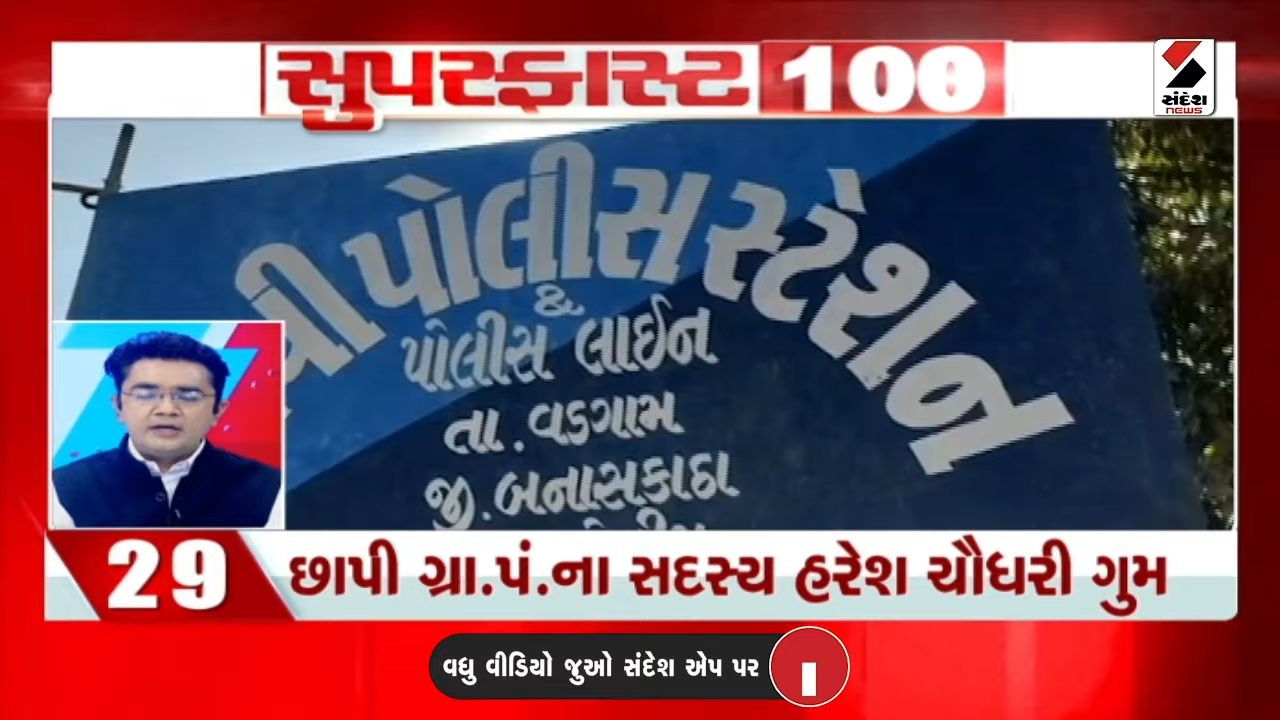 સુપરફાસ્ટ 100
સંદેશ
NEWS
પોલીસ સ્ટેશન
&
પોલીસ લાઈન
તા.વડગામ
જી.બનાસકાઠા
29 છાપી ગ્રા.પં.ના સદસ્ય હરેશ ચૌધરી ગુમ
વધુ વીડિયો જુઓ સંદેશ એપ પર